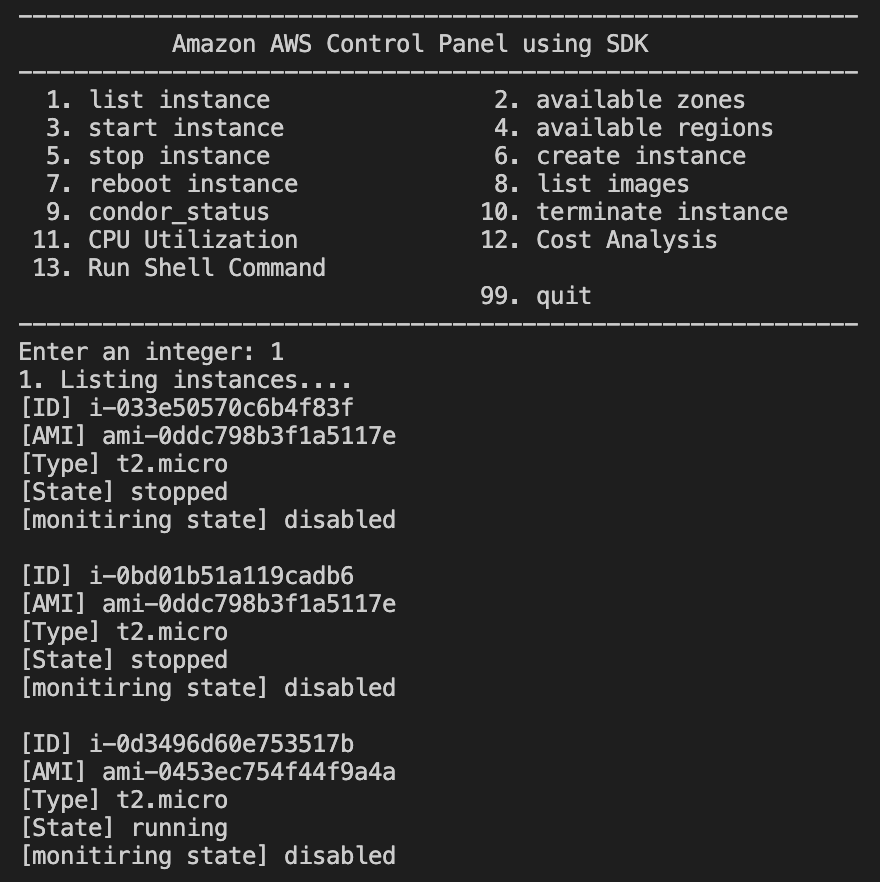 Amazon AWS Control Panel using SDK
1. list instance 2. available zones
3. start instance 4. available regions
5. stop instance 6. create instance
7. reboot instance 8. list images
9. condor_status 10. terminate instance
11. CPU Utilization 12. Cost Analysis
13. Run Shell Command
99. quit
Enter an integer: 1
1. Listing instances....
[ID] i-033e50570c6b4f83f
[AMI] ami-0ddc798b3f1a5117e
[Type] t2.micro
[State] stopped
[monitiring state] disabled
[ID] i-0bd01b51a119cadb6
[AMI] ami-0ddc798b3f1a5117e
[Type] t2.micro
[State] stopped
[monitiring state] disabled
[ID] i-0d3496d60e753517b
[AMI] ami-0453ec754f44f9a4a
[Type] t2.micro
[State] running
[monitiring state] disabled